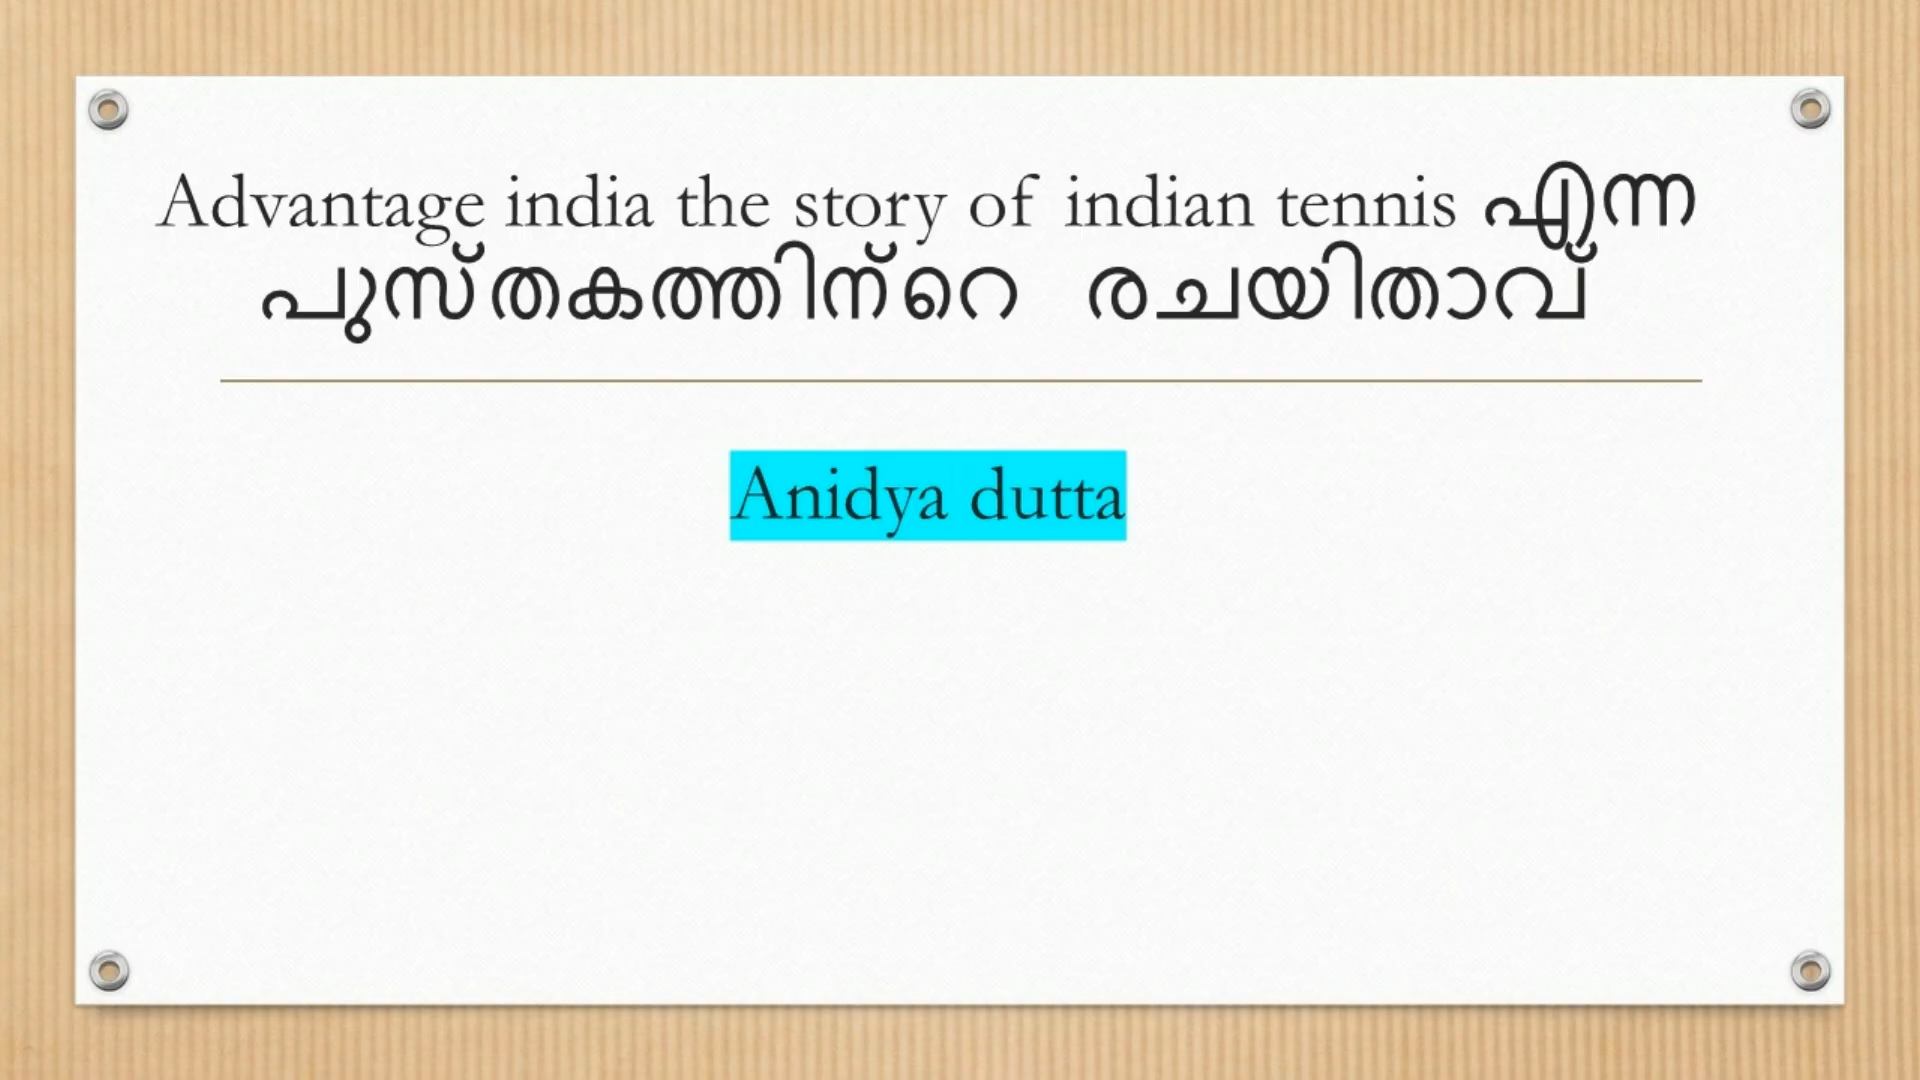 Advantage india the story of indian tennis എന്ന
പുസ്തകത്തിന്റെ രചയിതാവ്
Anidya dutta